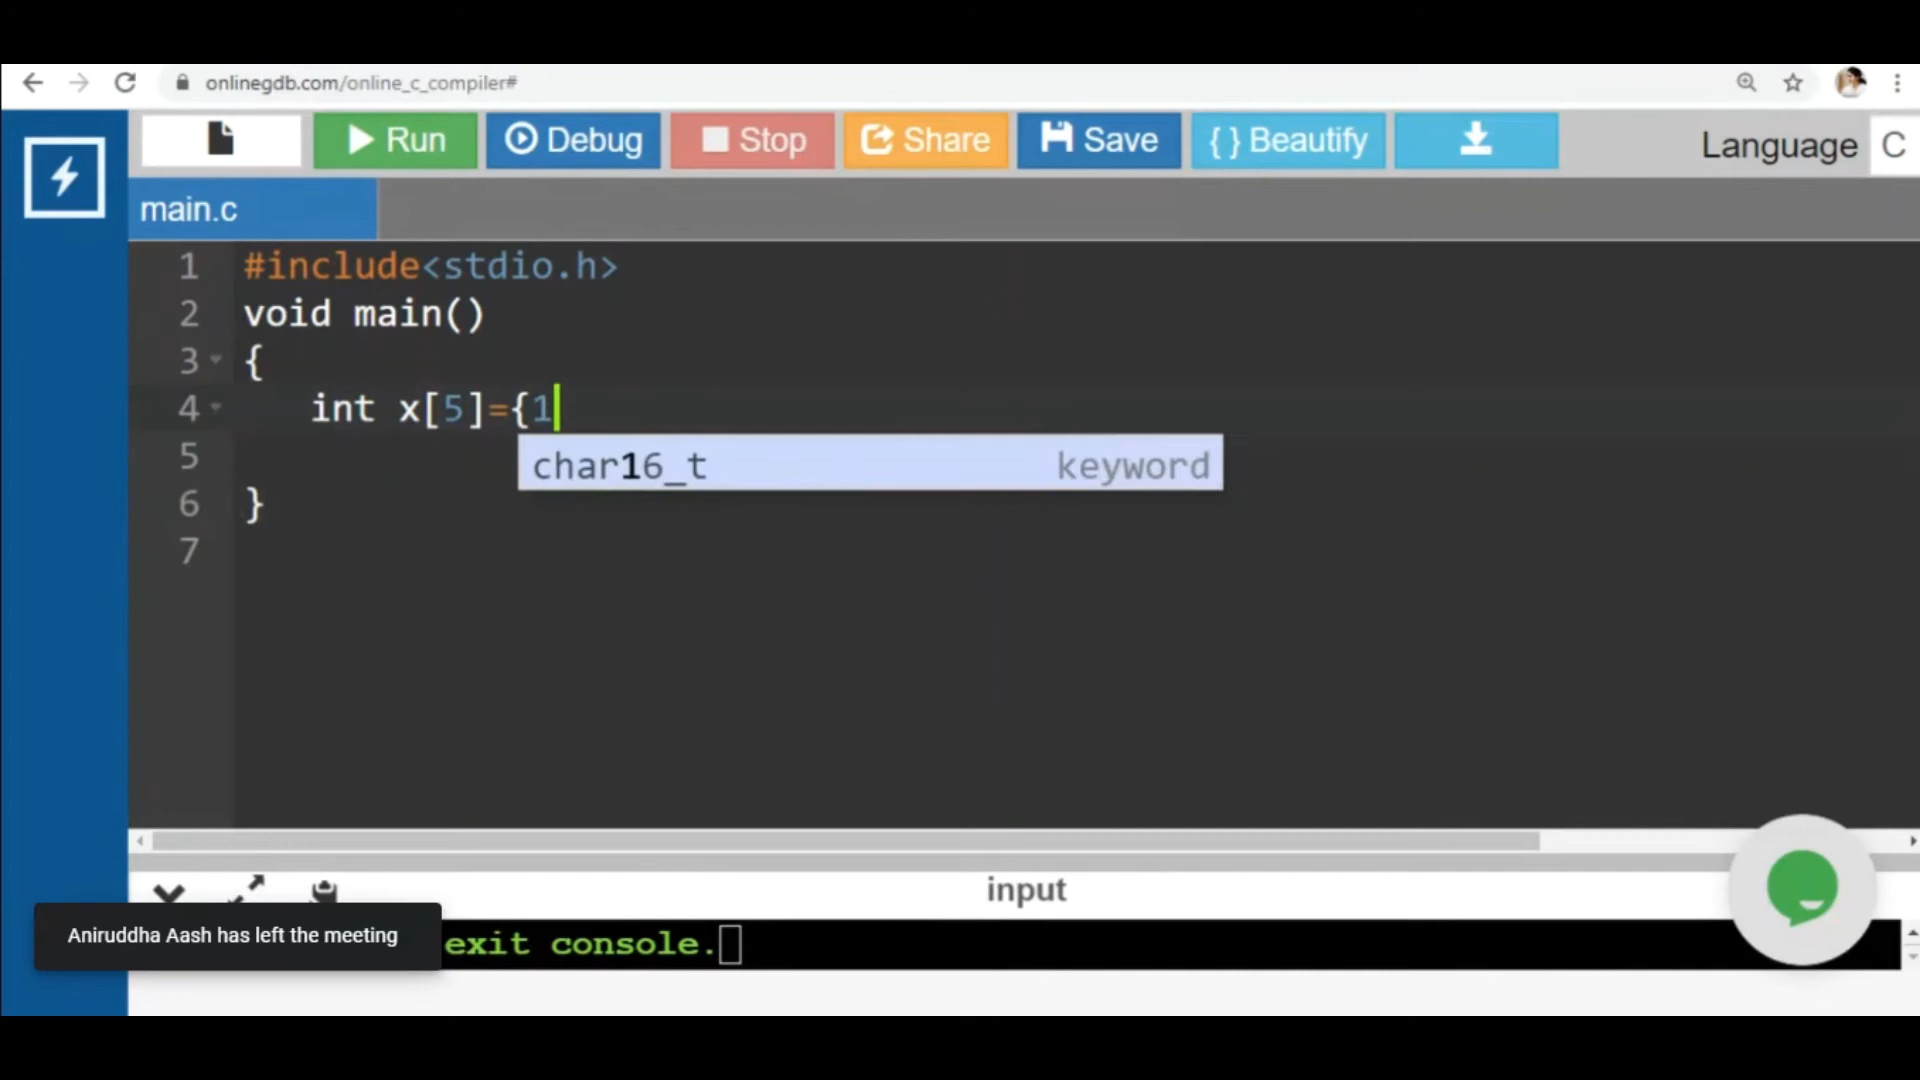 onlinegdb.com/online_c_compiler#
Run Debug Stop Share Save { } Beautify Language C
main.c
1 #include<stdio.h>
2 void main()
3 {
4 int x[5]={1
char16_t keyword
5
6 }
7
input
Aniruddha Aash has left the meeting
exit console.